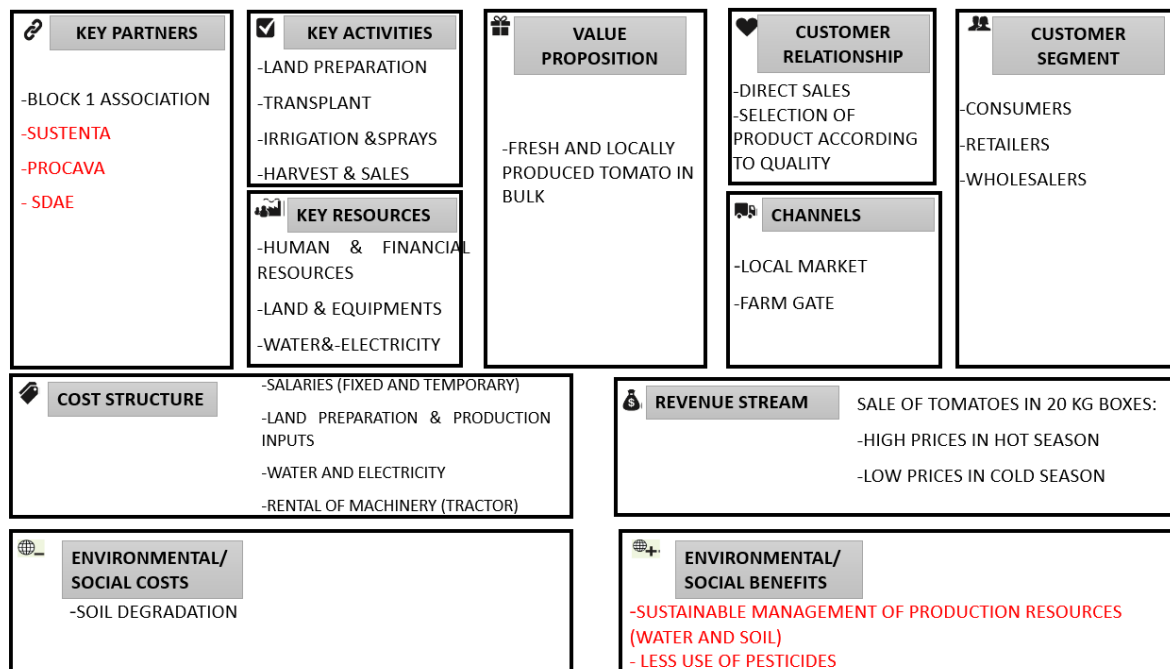 KEY PARTNERS
-BLOCK 1 ASSOCIATION
-SUSTENTA
-PROCAVA
- SDAE
KEY ACTIVITIES
-LAND PREPARATION
-TRANSPLANT
-IRRIGATION &SPRAYS
-HARVEST & SALES
KEY RESOURCES
-HUMAN & FINANCIAL
RESOURCES
-LAND & EQUIPMENTS
-WATER&-ELECTRICITY
VALUE
PROPOSITION
-FRESH AND LOCALLY
PRODUCED TOMATO IN
BULK
CUSTOMER
RELATIONSHIP
-DIRECT SALES
-SELECTION OF
PRODUCT ACCORDING
TO QUALITY
CHANNELS
-LOCAL MARKET
-FARM GATE
CUSTOMER
SEGMENT
-CONSUMERS
-RETAILERS
-WHOLESALERS
COST STRUCTURE
-SALARIES (FIXED AND TEMPORARY)
-LAND PREPARATION & PRODUCTION
INPUTS
-WATER AND ELECTRICITY
-RENTAL OF MACHINERY (TRACTOR)
REVENUE STREAM
SALE OF TOMATOES IN 20 KG BOXES:
-HIGH PRICES IN HOT SEASON
-LOW PRICES IN COLD SEASON
ENVIRONMENTAL/
SOCIAL COSTS
-SOIL DEGRADATION
ENVIRONMENTAL/
SOCIAL BENEFITS
-SUSTAINABLE MANAGEMENT OF PRODUCTION RESOURCES
(WATER AND SOIL)
- LESS USE OF PESTICIDES